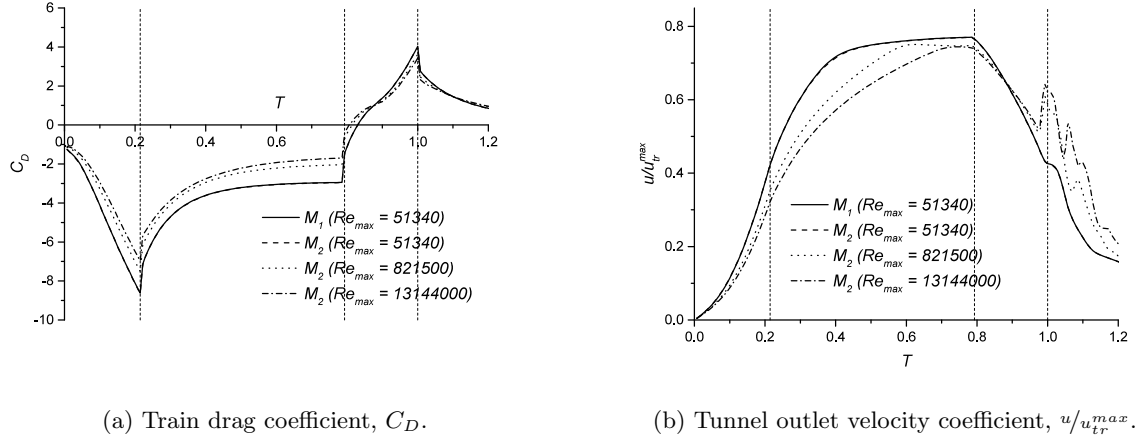 6
4
2
0
-2
-4
-6
-8
-10
C_D
T
0.0 0.2 0.4 0.6 0.8 1.0 1.2
M_1 (Re_max = 51340)
M_2 (Re_max = 51340)
M_2 (Re_max = 821500)
M_2 (Re_max = 13144000)
(a) Train drag coefficient, C_D.
0.8
0.6
0.4
0.2
0.0
u/u_tr^max
M_1 (Re_max = 51340)
M_2 (Re_max = 51340)
M_2 (Re_max = 821500)
M_2 (Re_max = 13144000)
0.0 0.2 0.4 0.6 0.8 1.0 1.2
T
(b) Tunnel outlet velocity coefficient, u/u_tr^max.